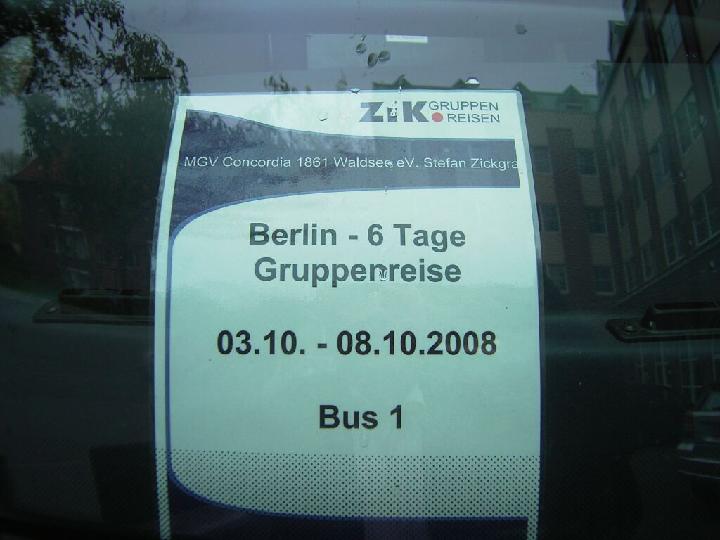 ZiK. GRUPPEN
REISEN
MGV Concordia 1861 Waldsee eV. Stefan Zickgra
Berlin - 6 Tage
Gruppenreise
03.10. - 08.10.2008
Bus 1